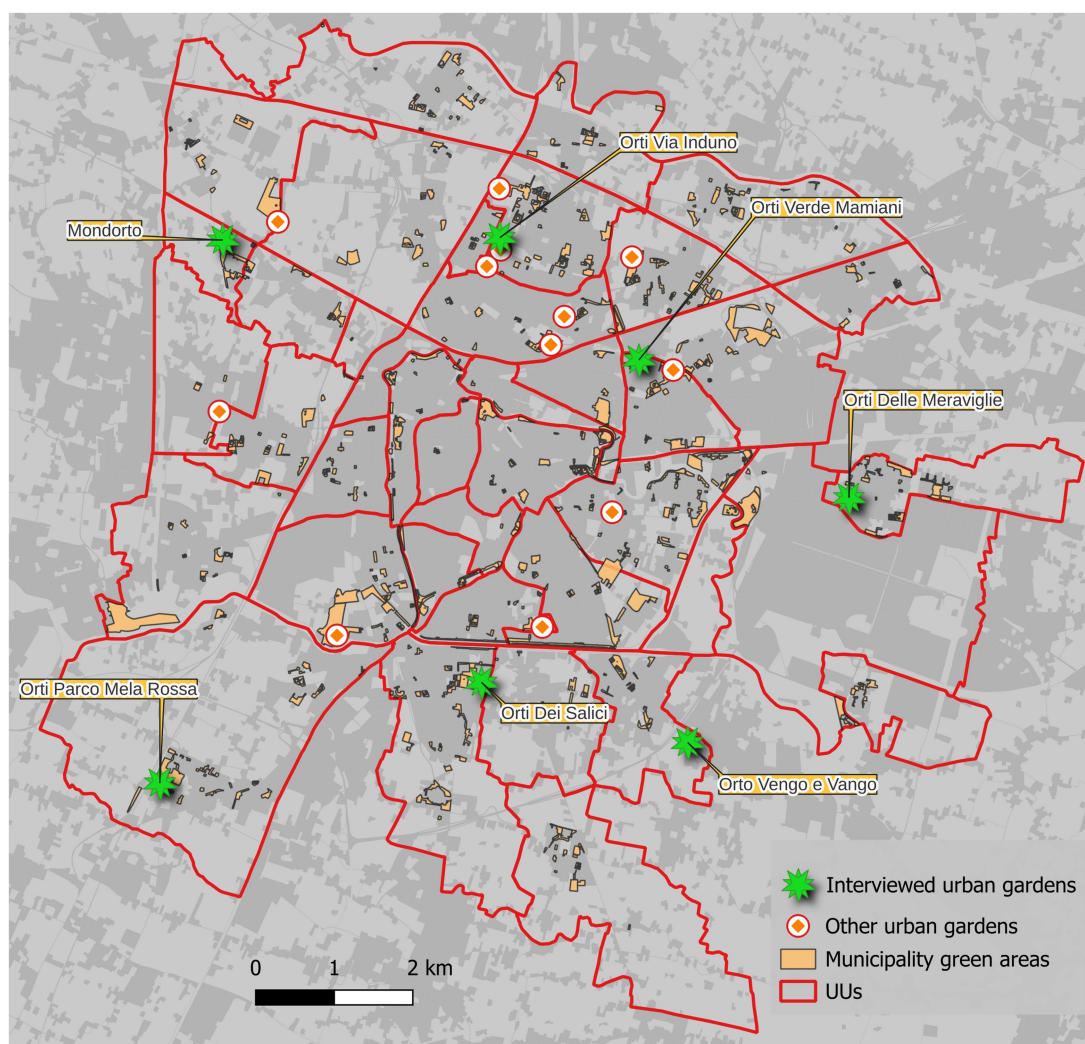 Orti Via Induno
Orti Verde Mamiani
Mondorto
Orti Delle Meraviglie
Orti Parco Mela Rossa
Orti Dei Salici
Orto Vengo e Vango
Interviewed urban gardens
Other urban gardens
Municipality green areas
UUs
0 1 2 km